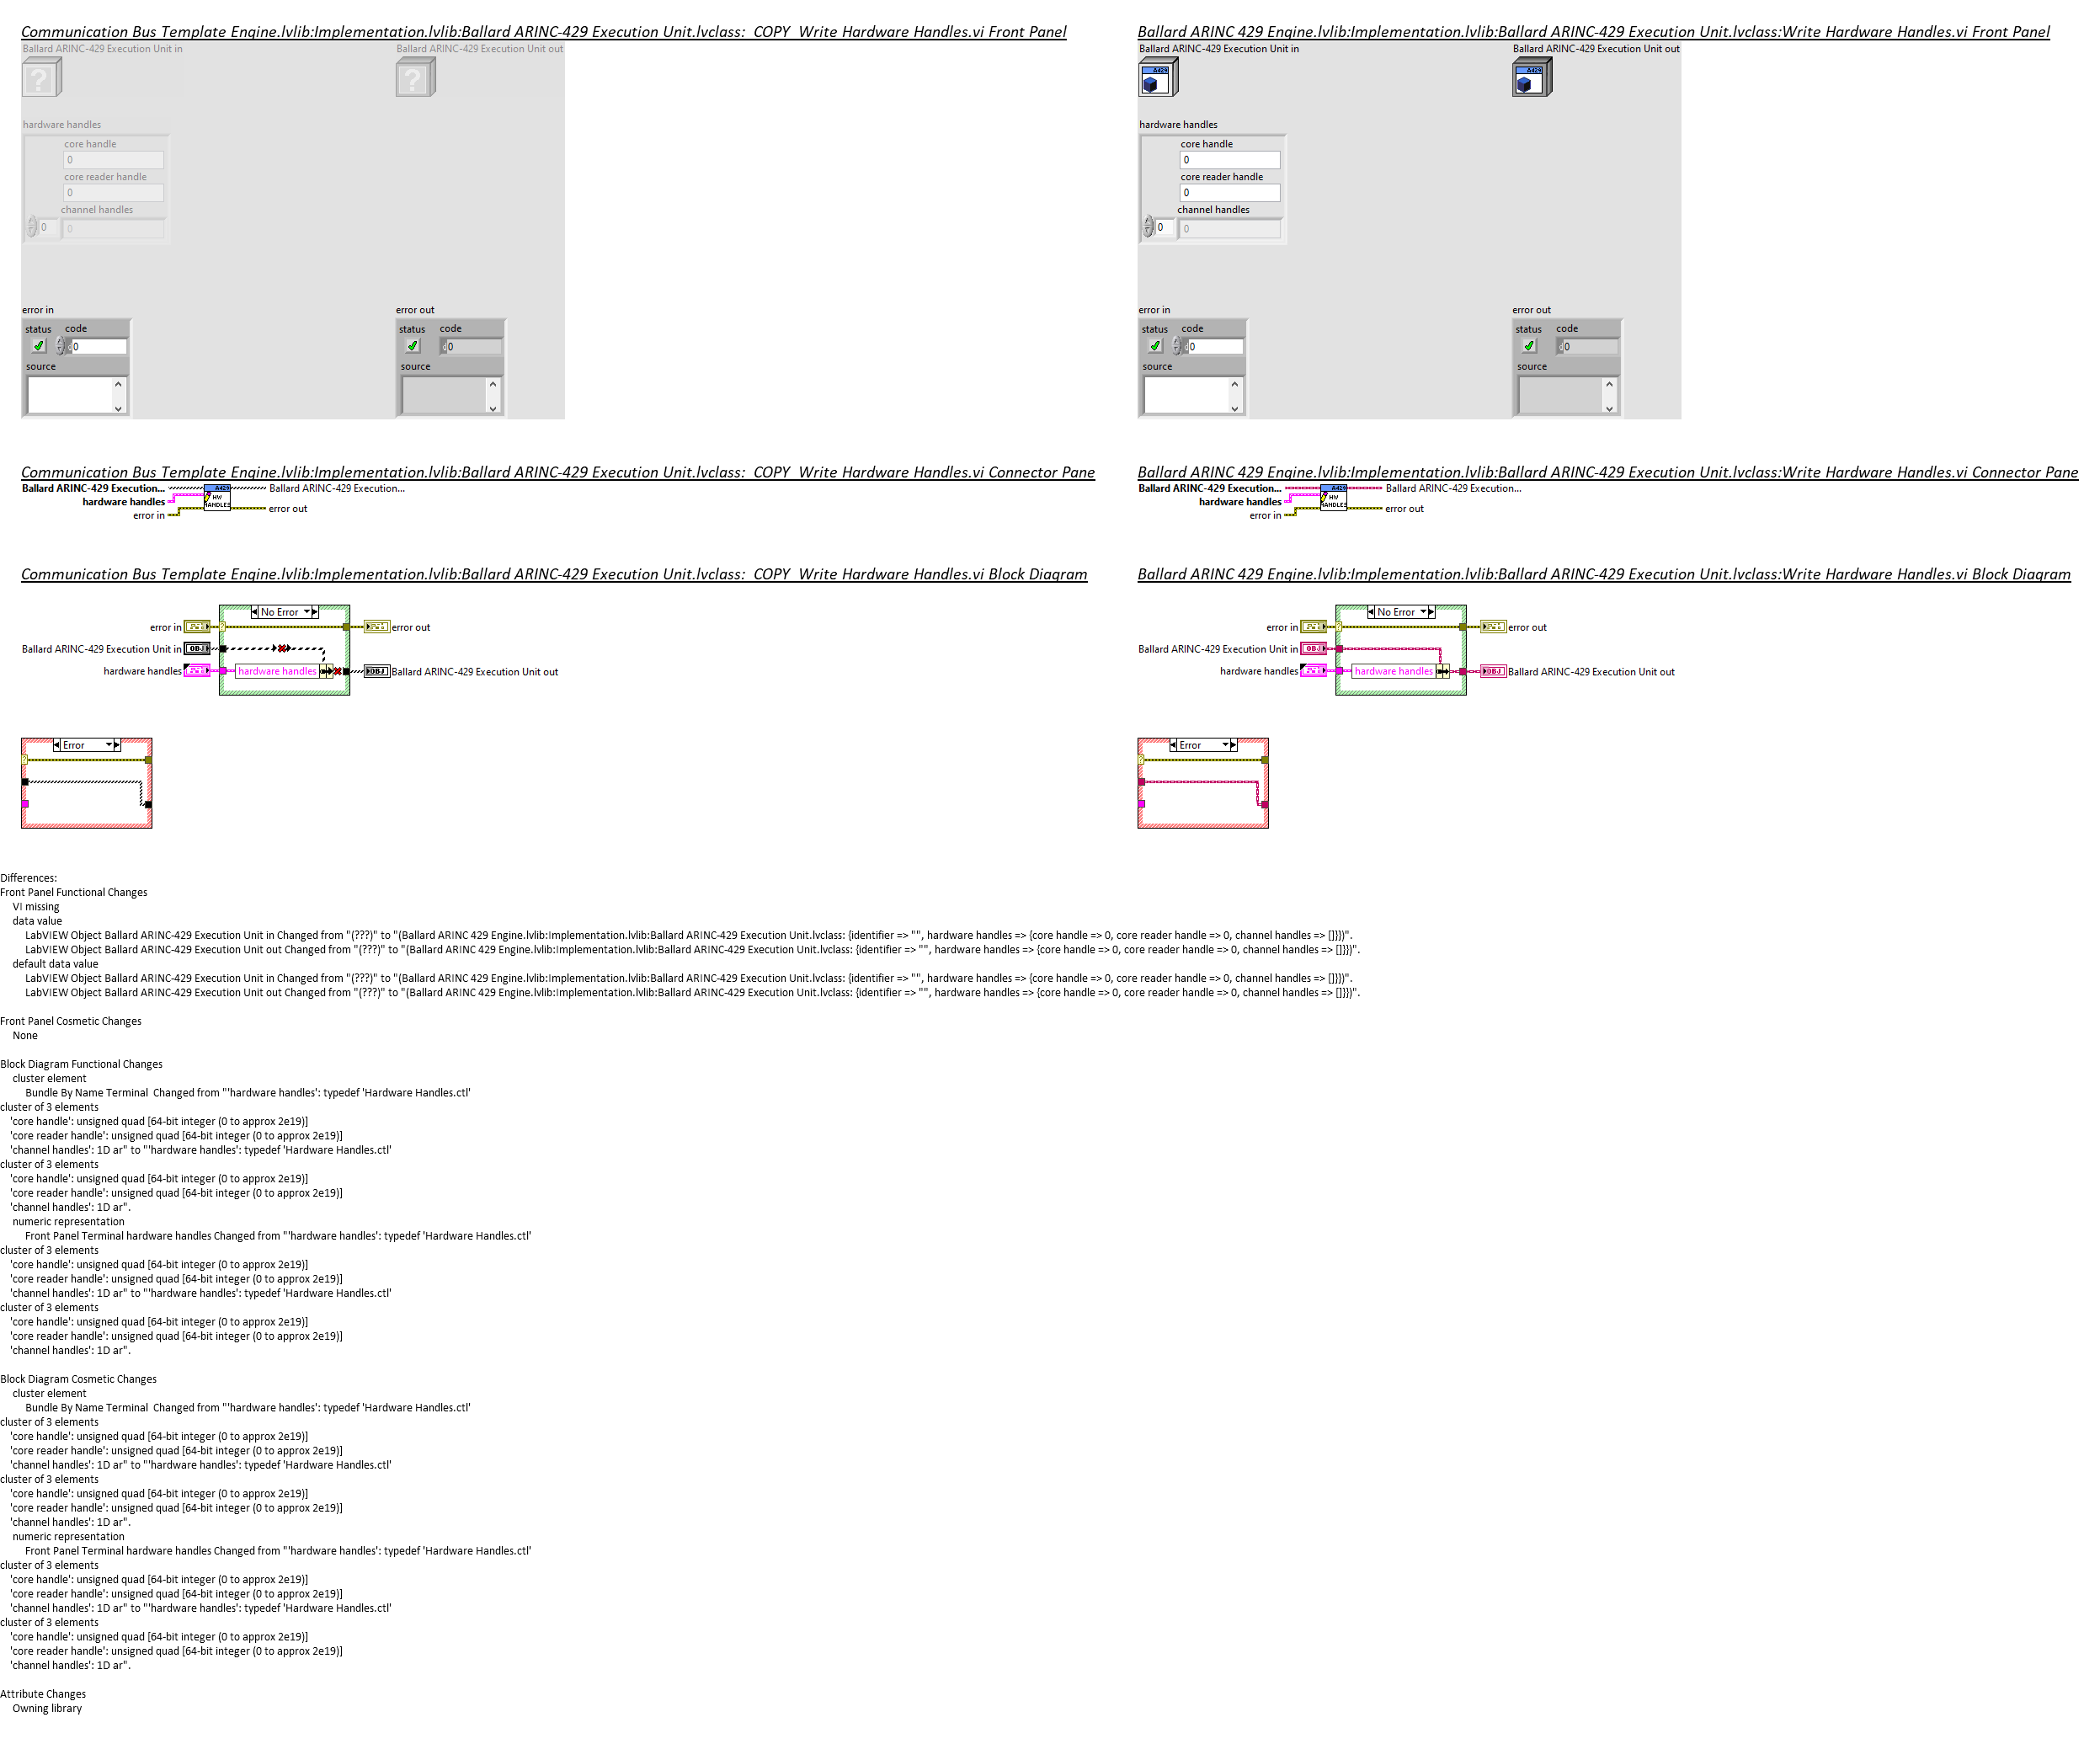 Communication Bus Template Engine.lvlib:Implementation.lvlib:Ballard ARINC-429 Execution Unit.lvclass:_COPY_Write Hardware Handles.vi Front Panel
Ballard ARINC-429 Execution Unit in
Ballard ARINC-429 Execution Unit out
?
?
hardware handles
core handle
0
core reader handle
0
channel handles
0
0
error in
error out
status code
status code
0
0
source
source
Ballard ARINC 429 Engine.lvlib:Implementation.lvlib:Ballard ARINC-429 Execution Unit.lvclass:Write Hardware Handles.vi Front Panel
Ballard ARINC-429 Execution Unit in
Ballard ARINC-429 Execution Unit out
A429
A429
hardware handles
core handle
0
core reader handle
0
channel handles
0
0
error in
error out
status code
status code
0
0
source
source
Communication Bus Template Engine.lvlib:Implementation.lvlib:Ballard ARINC-429 Execution Unit.lvclass:_COPY_Write Hardware Handles.vi Connector Pane
Ballard ARINC-429 Execution...
Ballard ARINC-429 Execution...
hardware handles
error in
error out
A429
HW
HANDLES
Ballard ARINC 429 Engine.lvlib:Implementation.lvlib:Ballard ARINC-429 Execution Unit.lvclass:Write Hardware Handles.vi Connector Pane
Ballard ARINC-429 Execution...
Ballard ARINC-429 Execution...
hardware handles
error in
error out
A429
HW
HANDLES
Communication Bus Template Engine.lvlib:Implementation.lvlib:Ballard ARINC-429 Execution Unit.lvclass:_COPY_Write Hardware Handles.vi Block Diagram
No Error
error in
error out
Ballard ARINC-429 Execution Unit in
OBJ
hardware handles
hardware handles
OBJ
Ballard ARINC-429 Execution Unit out
Error
Ballard ARINC 429 Engine.lvlib:Implementation.lvlib:Ballard ARINC-429 Execution Unit.lvclass:Write Hardware Handles.vi Block Diagram
No Error
error in
error out
Ballard ARINC-429 Execution Unit in
OBJ
hardware handles
hardware handles
OBJ
Ballard ARINC-429 Execution Unit out
Error
Differences:
Front Panel Functional Changes
VI missing
data value
LabVIEW Object Ballard ARINC-429 Execution Unit in Changed from "(???)" to "(Ballard ARINC 429 Engine.lvlib:Implementation.lvlib:Ballard ARINC-429 Execution Unit.lvclass: {identifier => "", hardware handles => {core handle => 0, core reader handle => 0, channel handles => []}})".
LabVIEW Object Ballard ARINC-429 Execution Unit out Changed from "(???)" to "(Ballard ARINC 429 Engine.lvlib:Implementation.lvlib:Ballard ARINC-429 Execution Unit.lvclass: {identifier => "", hardware handles => {core handle => 0, core reader handle => 0, channel handles => []}})".
default data value
LabVIEW Object Ballard ARINC-429 Execution Unit in Changed from "(???)" to "(Ballard ARINC 429 Engine.lvlib:Implementation.lvlib:Ballard ARINC-429 Execution Unit.lvclass: {identifier => "", hardware handles => {core handle => 0, core reader handle => 0, channel handles => []}})".
LabVIEW Object Ballard ARINC-429 Execution Unit out Changed from "(???)" to "(Ballard ARINC 429 Engine.lvlib:Implementation.lvlib:Ballard ARINC-429 Execution Unit.lvclass: {identifier => "", hardware handles => {core handle => 0, core reader handle => 0, channel handles => []}})".
Front Panel Cosmetic Changes
None
Block Diagram Functional Changes
cluster element
Bundle By Name Terminal  Changed from "'hardware handles': typedef 'Hardware Handles.ctl'
cluster of 3 elements
'core handle': unsigned quad [64-bit integer (0 to approx 2e19)]
'core reader handle': unsigned quad [64-bit integer (0 to approx 2e19)]
'channel handles': 1D ar" to "'hardware handles': typedef 'Hardware Handles.ctl'
cluster of 3 elements
'core handle': unsigned quad [64-bit integer (0 to approx 2e19)]
'core reader handle': unsigned quad [64-bit integer (0 to approx 2e19)]
'channel handles': 1D ar".
numeric representation
Front Panel Terminal hardware handles Changed from "'hardware handles': typedef 'Hardware Handles.ctl'
cluster of 3 elements
'core handle': unsigned quad [64-bit integer (0 to approx 2e19)]
'core reader handle': unsigned quad [64-bit integer (0 to approx 2e19)]
'channel handles': 1D ar" to "'hardware handles': typedef 'Hardware Handles.ctl'
cluster of 3 elements
'core handle': unsigned quad [64-bit integer (0 to approx 2e19)]
'core reader handle': unsigned quad [64-bit integer (0 to approx 2e19)]
'channel handles': 1D ar".
Block Diagram Cosmetic Changes
cluster element
Bundle By Name Terminal  Changed from "'hardware handles': typedef 'Hardware Handles.ctl'
cluster of 3 elements
'core handle': unsigned quad [64-bit integer (0 to approx 2e19)]
'core reader handle': unsigned quad [64-bit integer (0 to approx 2e19)]
'channel handles': 1D ar" to "'hardware handles': typedef 'Hardware Handles.ctl'
cluster of 3 elements
'core handle': unsigned quad [64-bit integer (0 to approx 2e19)]
'core reader handle': unsigned quad [64-bit integer (0 to approx 2e19)]
'channel handles': 1D ar".
numeric representation
Front Panel Terminal hardware handles Changed from "'hardware handles': typedef 'Hardware Handles.ctl'
cluster of 3 elements
'core handle': unsigned quad [64-bit integer (0 to approx 2e19)]
'core reader handle': unsigned quad [64-bit integer (0 to approx 2e19)]
'channel handles': 1D ar" to "'hardware handles': typedef 'Hardware Handles.ctl'
cluster of 3 elements
'core handle': unsigned quad [64-bit integer (0 to approx 2e19)]
'core reader handle': unsigned quad [64-bit integer (0 to approx 2e19)]
'channel handles': 1D ar".
Attribute Changes
Owning library